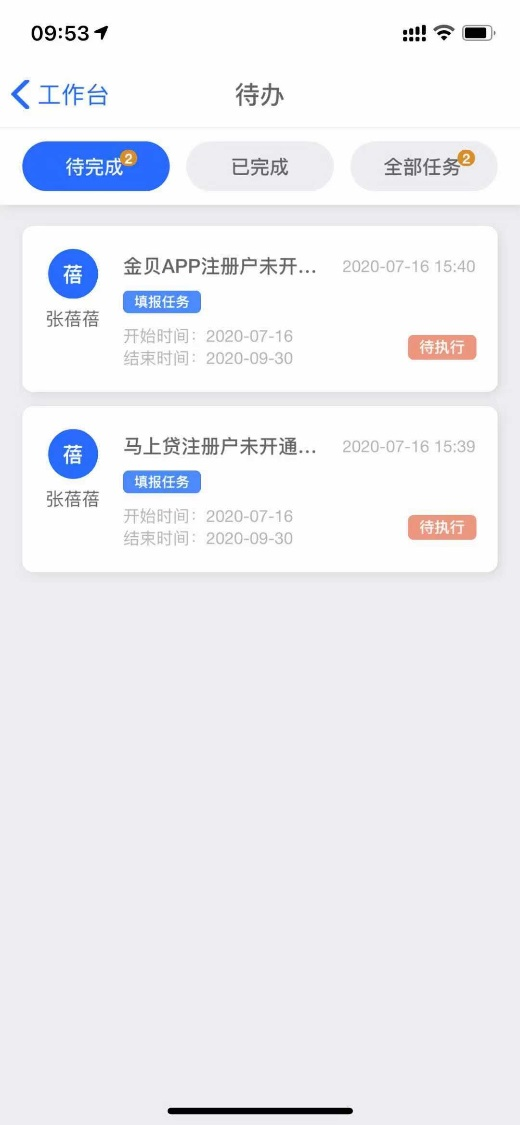 09:53
工作台
待办
待完成 2
已完成
全部任务 2
蓓
张蓓蓓
金贝APP注册户未开...
2020-07-16 15:40
填报任务
开始时间：2020-07-16
结束时间：2020-09-30
待执行
蓓
张蓓蓓
马上贷注册户未开通...
2020-07-16 15:39
填报任务
开始时间：2020-07-16
结束时间：2020-09-30
待执行